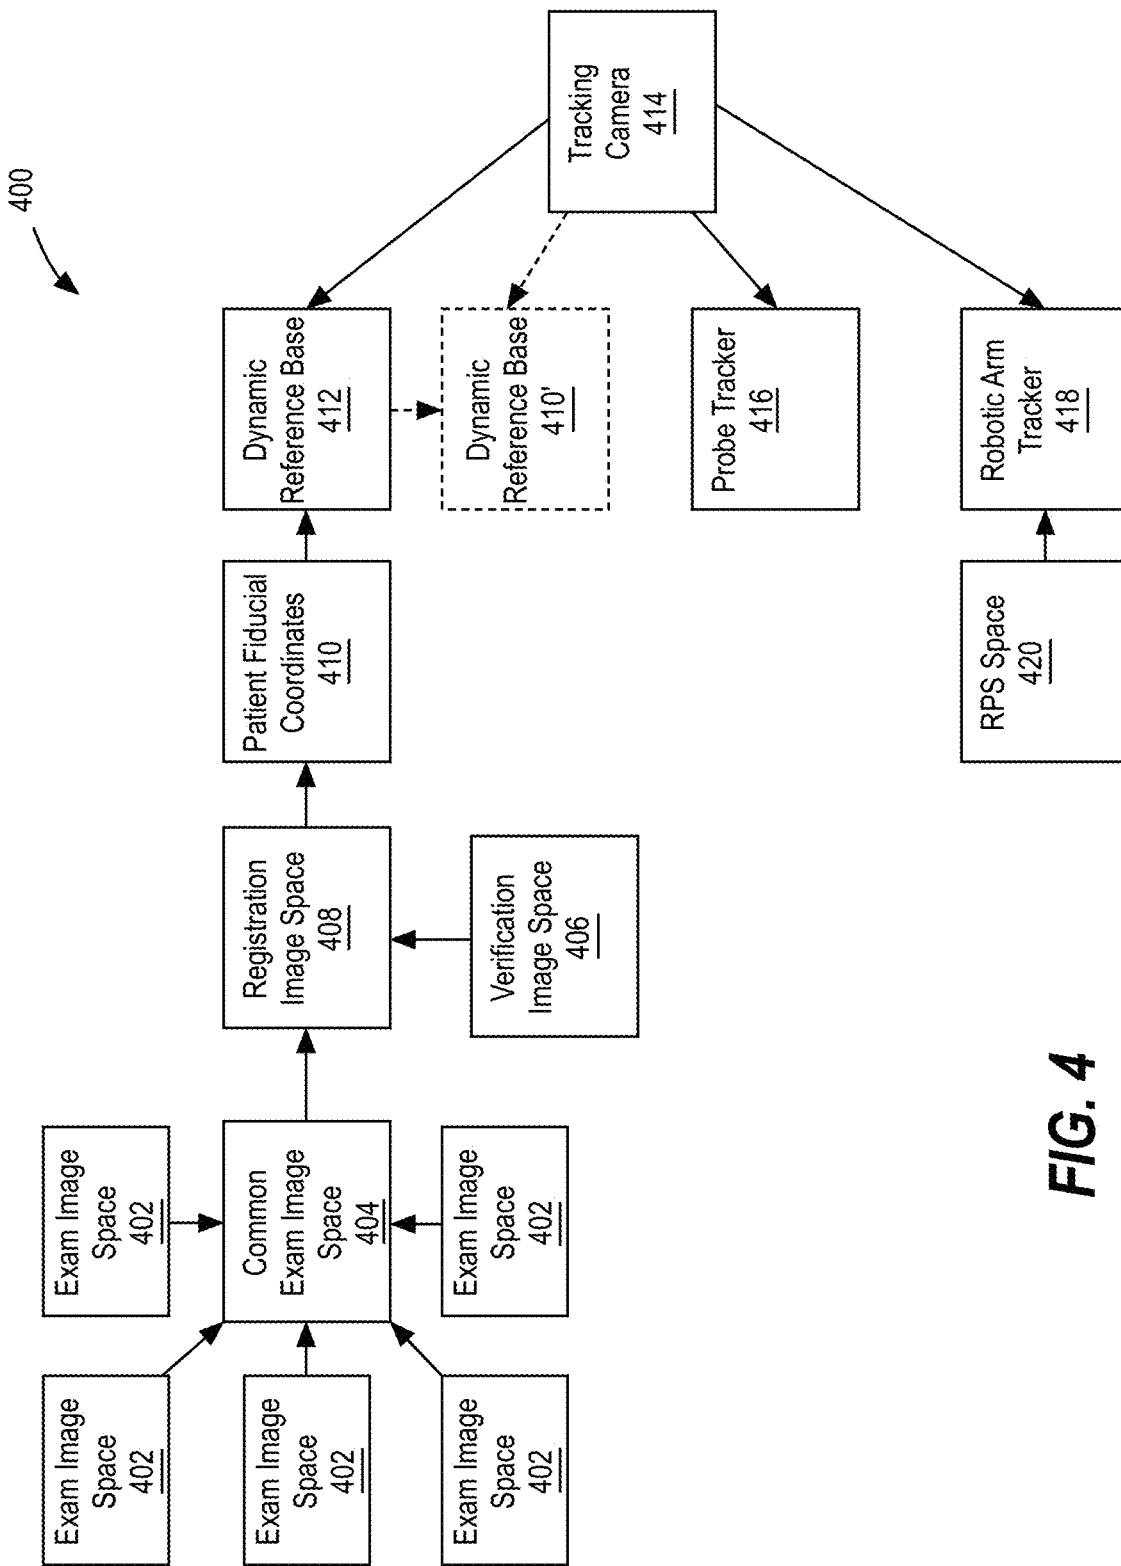 400
Exam Image
Space
402
Exam Image
Space
402
Exam Image
Space
402
Common
Exam Image
Space
404
Registration
Image Space
408
Patient Fiducial
Coordinates
410
Dynamic
Reference Base
412
Exam Image
Space
402
Exam Image
Space
402
Verification
Image Space
406
Dynamic
Reference Base
410'
Tracking
Camera
414
Probe Tracker
416
RPS Space
420
Robotic Arm
Tracker
418
FIG. 4